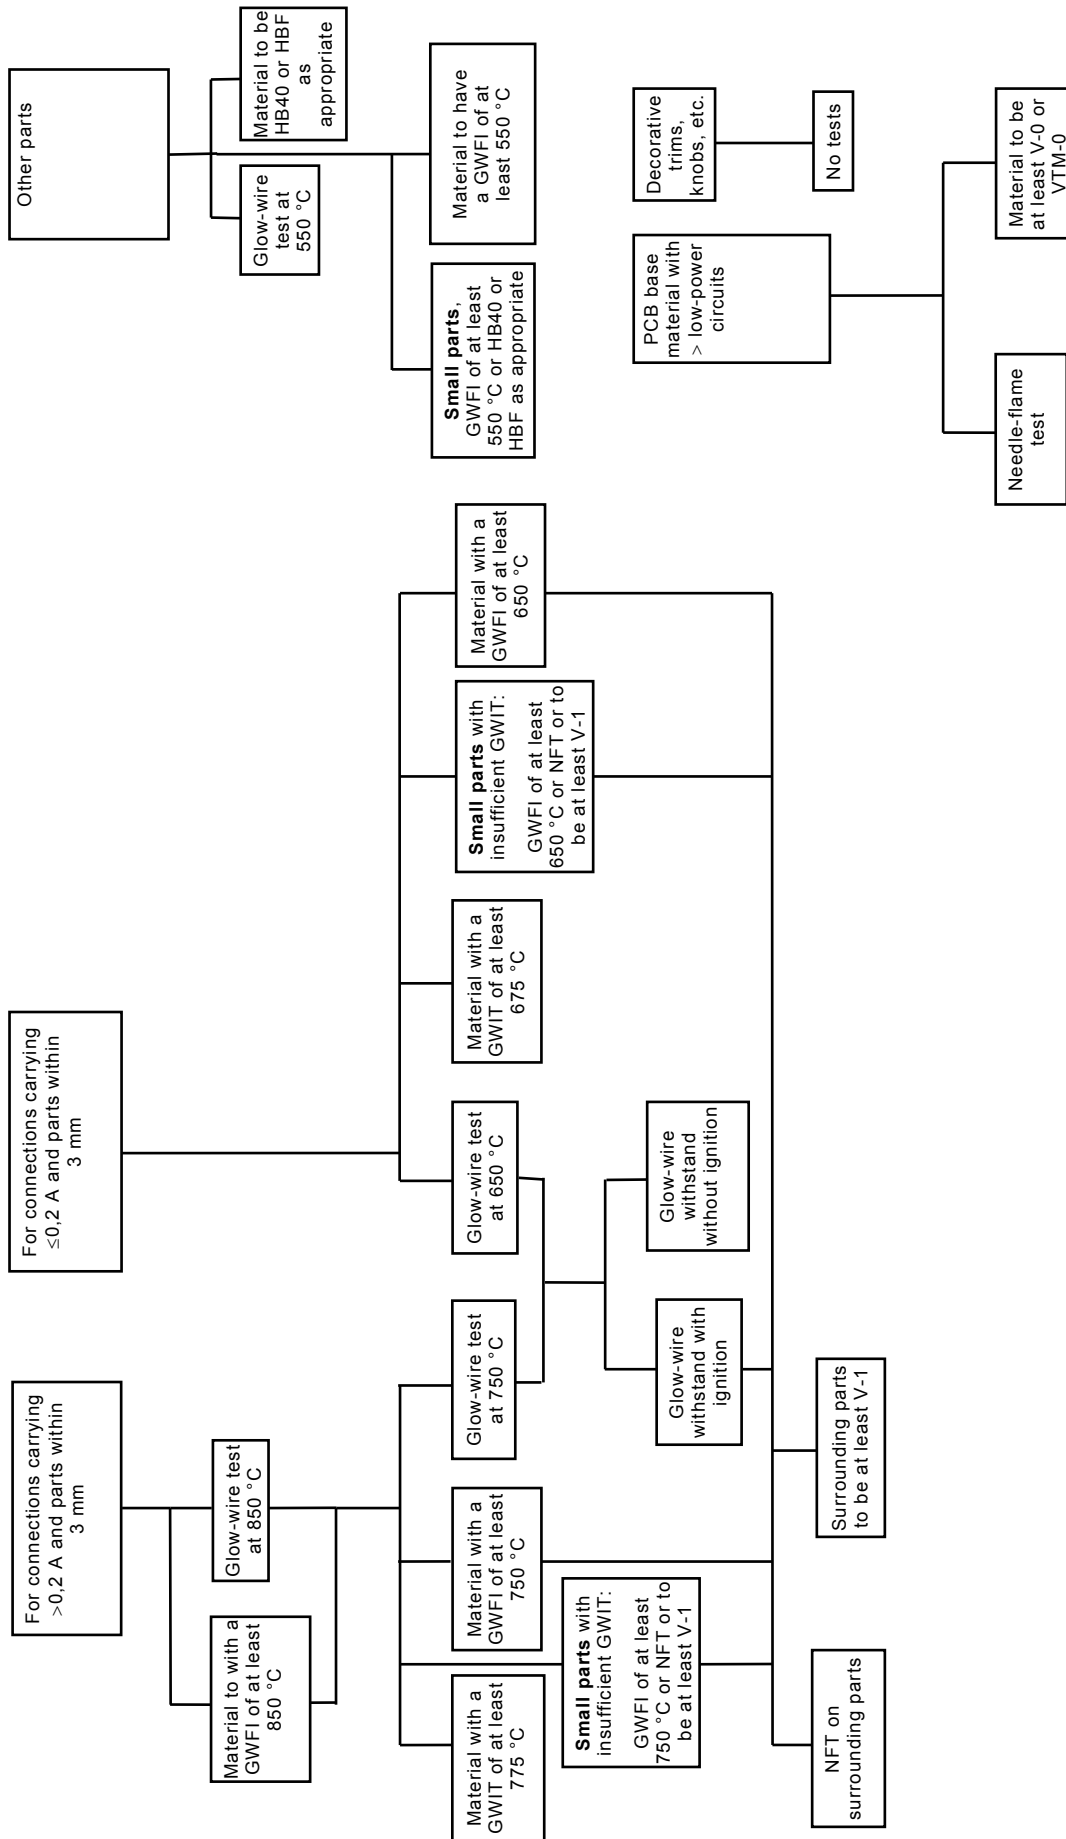 For connections carrying
>0,2 A and parts within
3 mm
Material to with a
GWFI of at least
850 °C
Glow-wire test
at 850 °C
Material with a
GWIT of at least
775 °C
Small parts with
insufficient GWIT:
GWFI of at least
750 °C or NFT or to
be at least V-1
Material with a
GWFI of at least
750 °C
Glow-wire test
at 750 °C
For connections carrying
≤0,2 A and parts within
3 mm
Glow-wire test
at 650 °C
Material with a
GWIT of at least
675 °C
Small parts with
insufficient GWIT:
GWFI of at least
650 °C or NFT or to
be at least V-1
Material with a
GWFI of at least
650 °C
Glow-wire
withstand with
ignition
Glow-wire
withstand
without ignition
NFT on
surrounding parts
Surrounding parts
to be at least V-1
Other parts
Glow-wire
test at
550 °C
Material to be
HB40 or HBF
as
appropriate
Small parts,
GWFI of at least
550 °C or HB40 or
HBF as appropriate
Material to have
a GWFI of at
least 550 °C
PCB base
material with
> low-power
circuits
Decorative
trims,
knobs, etc.
No tests
Needle-flame
test
Material to be
at least V-0 or
VTM-0